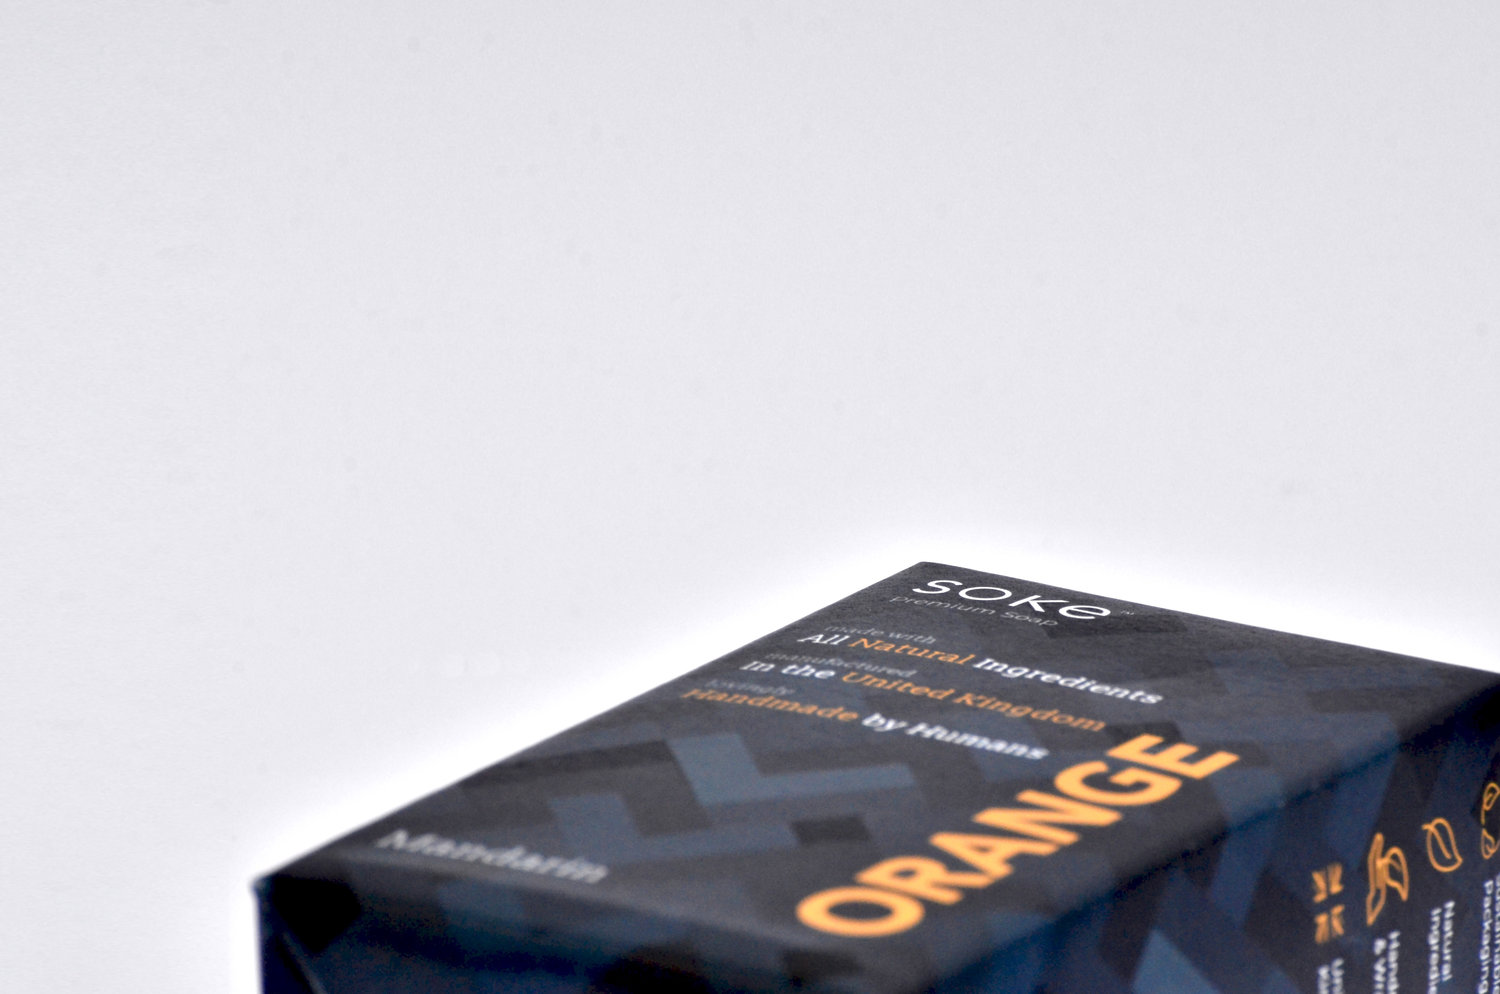 soke™
premium soap
made with
All Natural Ingredients
manufactured
in the United Kingdom
lovingly
Handmade by Humans
ORANGE
Mandarin
Natural